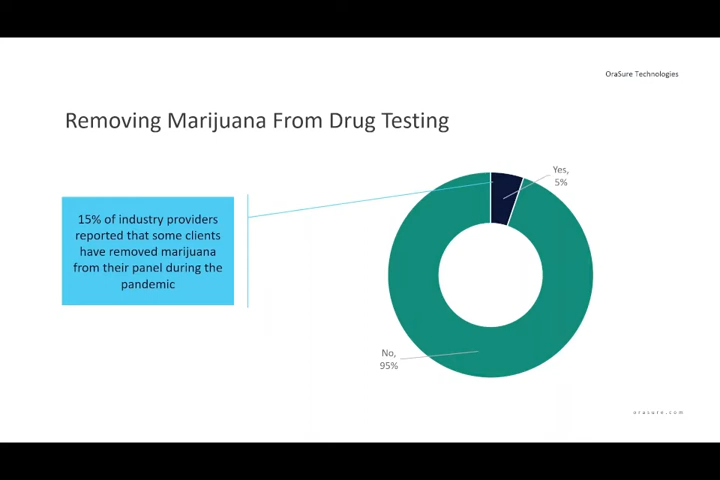 OraSure Technologies
Removing Marijuana From Drug Testing
15% of industry providers
reported that some clients
have removed marijuana
from their panel during the
pandemic
Yes,
5%
No,
95%
orasure.com